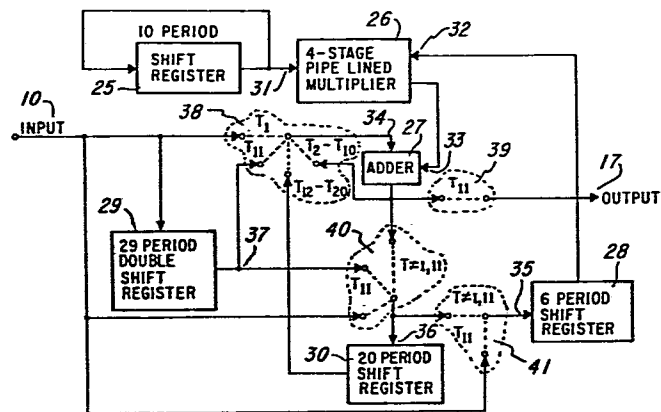 10 PERIOD
SHIFT
REGISTER
25
31
26
4-STAGE
PIPE LINED
MULTIPLIER
32
10
INPUT
38
T1
T11
T2-T10
T12-T20
34
27
ADDER
33
39
T11
17
OUTPUT
29
29 PERIOD
DOUBLE
SHIFT
REGISTER
37
40
T11
T≠1,11
T≠1,11
T11
35
28
6 PERIOD
SHIFT
REGISTER
36
30
20 PERIOD
SHIFT
REGISTER
41